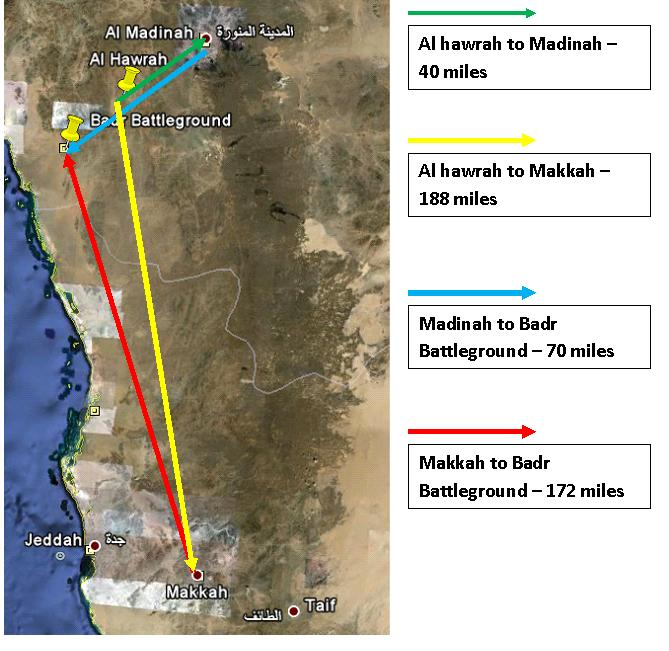 Al Madinah المدينة المنورة
Al Hawrah
Badr Battleground
Jeddah جدة
Makkah
Taif
الطائف
Al hawrah to Madinah –
40 miles
Al hawrah to Makkah –
188 miles
Madinah to Badr
Battleground – 70 miles
Makkah to Badr
Battleground – 172 miles